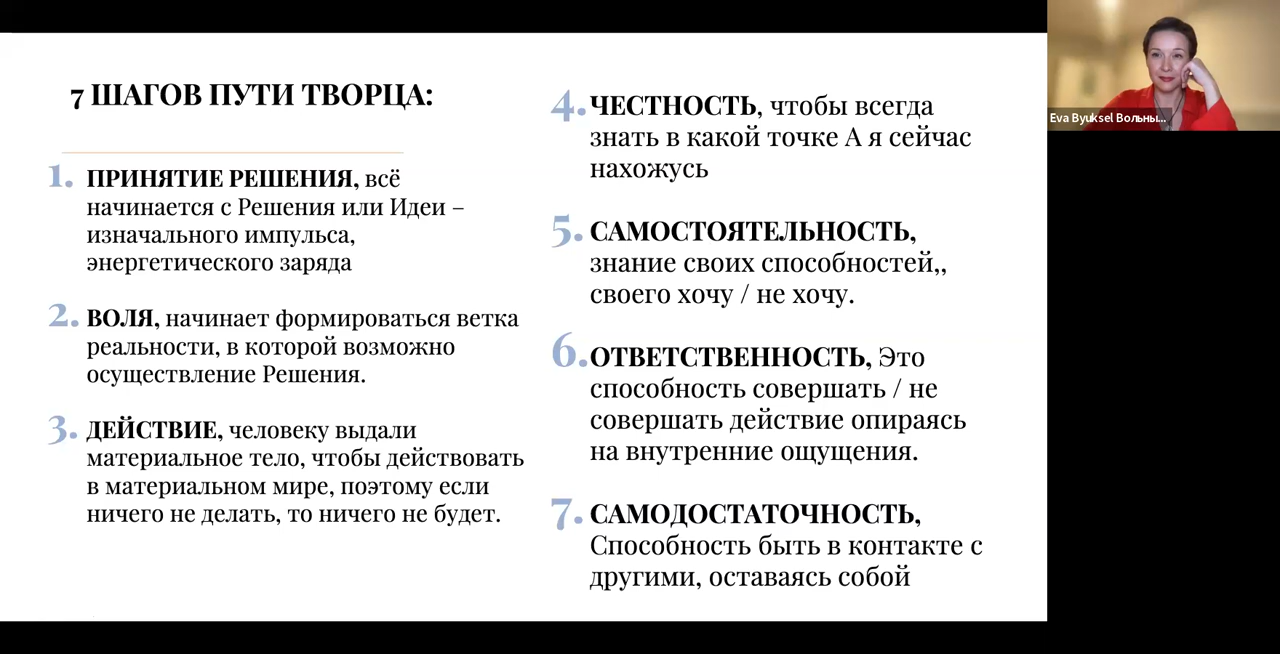 7 ШАГОВ ПУТИ ТВОРЦА:
1. ПРИНЯТИЕ РЕШЕНИЯ, всё
начинается с Решения или Идеи –
изначального импульса,
энергетического заряда
2. ВОЛЯ, начинает формироваться ветка
реальности, в которой возможно
осуществление Решения.
3. ДЕЙСТВИЕ, человеку выдали
материальное тело, чтобы действовать
в материальном мире, поэтому если
ничего не делать, то ничего не будет.
4. ЧЕСТНОСТЬ, чтобы всегда
знать в какой точке А я сейчас
нахожусь
5. САМОСТОЯТЕЛЬНОСТЬ,
знание своих способностей,,
своего хочу / не хочу.
6. ОТВЕТСТВЕННОСТЬ, Это
способность совершать / не
совершать действие опираясь
на внутренние ощущения.
7. САМОДОСТАТОЧНОСТЬ,
Способность быть в контакте с
другими, оставаясь собой
Eva Byuksel Вольны...